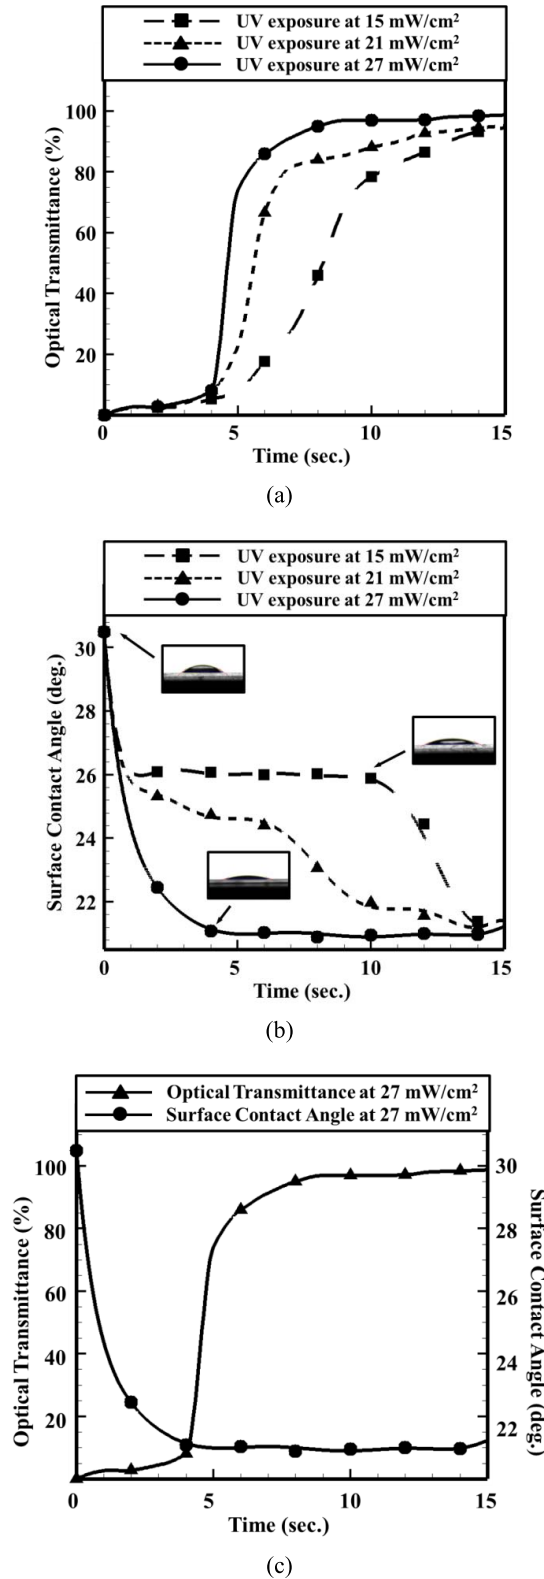 UV exposure at 15 mW/cm²
UV exposure at 21 mW/cm²
UV exposure at 27 mW/cm²
100
80
60
40
20
Optical Transmittance (%)
0 5 10 15
Time (sec.)
(a)
UV exposure at 15 mW/cm²
UV exposure at 21 mW/cm²
UV exposure at 27 mW/cm²
30
28
26
24
22
Surface Contact Angle (deg.)
0 5 10 15
Time (sec.)
(b)
Optical Transmittance at 27 mW/cm²
Surface Contact Angle at 27 mW/cm²
100
80
60
40
20
Optical Transmittance (%)
30
28
26
24
22
Surface Contact
Angle (deg.)
0 5 10 15
Time (sec.)
(c)